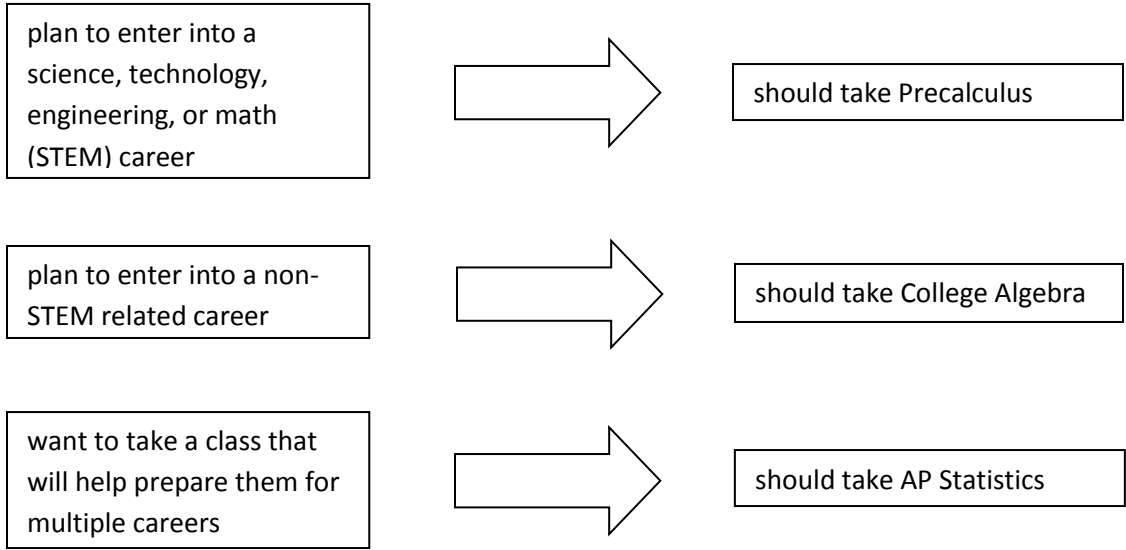 plan to enter into a
science, technology,
engineering, or math
(STEM) career
should take Precalculus
plan to enter into a non-
STEM related career
should take College Algebra
want to take a class that
will help prepare them for
multiple careers
should take AP Statistics